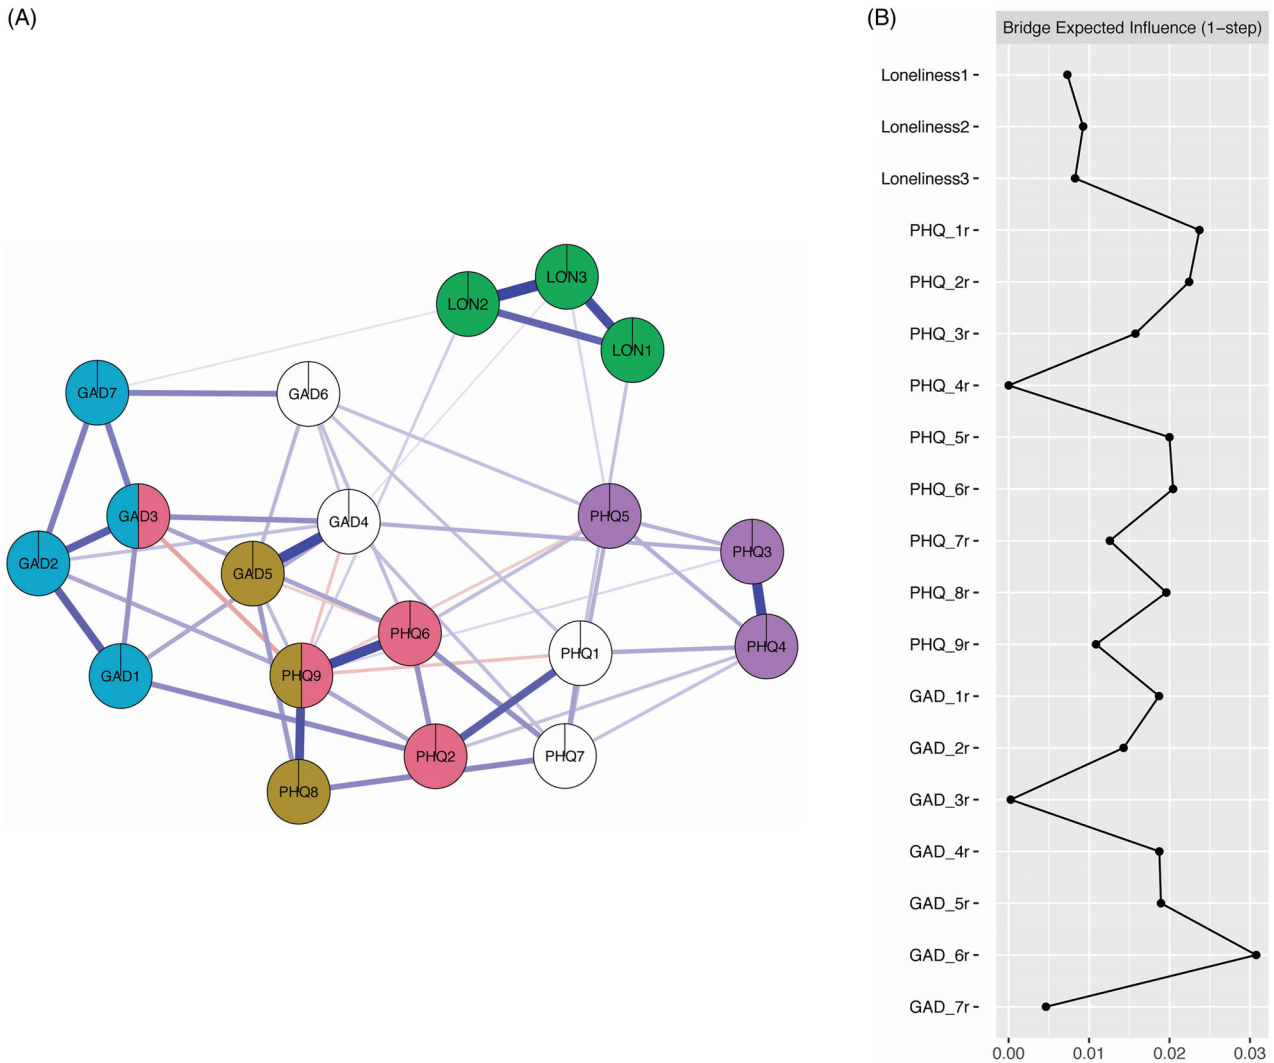 (A)
LON3
LON2
LON1
GAD7
GAD6
GAD3
GAD4
PHQ5
GAD2
GAD5
PHQ3
PHQ6
PHQ4
PHQ1
GAD1
PHQ9
PHQ2
PHQ7
PHQ8
(B)
Bridge Expected Influence (1−step)
Loneliness1
Loneliness2
Loneliness3
PHQ_1r
PHQ_2r
PHQ_3r
PHQ_4r
PHQ_5r
PHQ_6r
PHQ_7r
PHQ_8r
PHQ_9r
GAD_1r
GAD_2r
GAD_3r
GAD_4r
GAD_5r
GAD_6r
GAD_7r
0.00 0.01 0.02 0.03